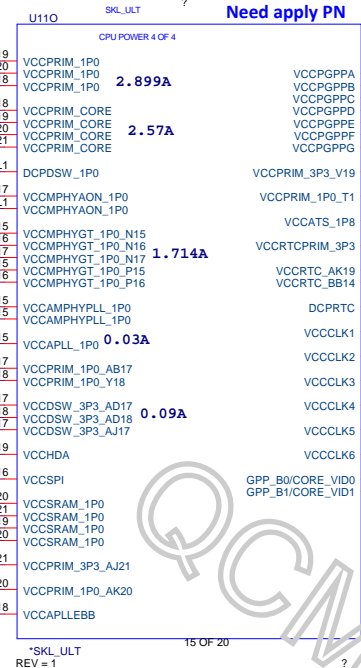 ?
SKL_ULT
Need apply PN
U11O
CPU POWER 4 OF 4
VCCPRIM_1P0
VCCPRIM_1P0
VCCPRIM_1P0
2.899A
VCCPGPPA
VCCPGPPB
VCCPGPPC
VCCPGPPD
VCCPGPPE
VCCPGPPF
VCCPGPPG
VCCPRIM_CORE
VCCPRIM_CORE
VCCPRIM_CORE
VCCPRIM_CORE
2.57A
DCPDSW_1P0
VCCPRIM_3P3_V19
VCCMPHYAON_1P0
VCCMPHYAON_1P0
VCCPRIM_1P0_T1
VCCATS_1P8
VCCMPHYGT_1P0_N15
VCCMPHYGT_1P0_N16
VCCMPHYGT_1P0_N17
VCCMPHYGT_1P0_P15
VCCMPHYGT_1P0_P16
1.714A
VCCRTCPRIM_3P3
VCCRTC_AK19
VCCRTC_BB14
VCCAMPHYPLL_1P0
VCCAMPHYPLL_1P0
DCPRTC
VCCCLK1
VCCAPLL_1P0
0.03A
VCCCLK2
VCCPRIM_1P0_AB17
VCCPRIM_1P0_Y18
VCCCLK3
VCCDSW_3P3_AD17
VCCDSW_3P3_AD18
VCCDSW_3P3_AJ17
0.09A
VCCCLK4
VCCCLK5
VCCHDA
VCCCLK6
VCCSPI
GPP_B0/CORE_VID0
GPP_B1/CORE_VID1
VCCSRAM_1P0
VCCSRAM_1P0
VCCSRAM_1P0
VCCSRAM_1P0
VCCPRIM_3P3_AJ21
VCCPRIM_1P0_AK20
VCCAPLLEBB
15 OF 20
*SKL_ULT
REV = 1
?